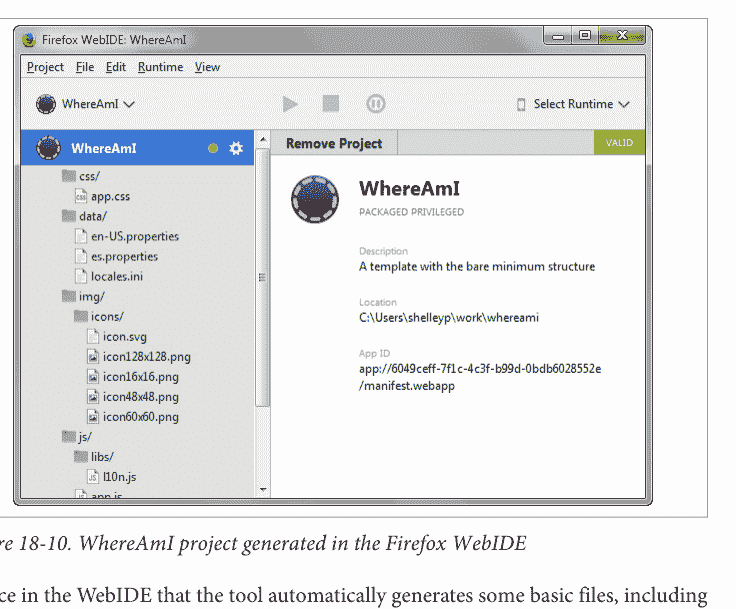 Firefox WebIDE: WhereAmI
Project File Edit Runtime View
WhereAmI
Select Runtime
WhereAmI
Remove Project
VALID
css/
app.css
data/
en-US.properties
es.properties
locales.ini
img/
icons/
icon.svg
icon128x128.png
icon16x16.png
icon48x48.png
icon60x60.png
js/
libs/
l10n.js
app.js
WhereAmI
PACKAGED PRIVILEGED
Description
A template with the bare minimum structure
Location
C:\Users\shelleyp\work\whereami
App ID
app://6049ceff-7f1c-4c3f-b99d-0bdb6028552e
/manifest.webapp
re 18-10. WhereAmI project generated in the Firefox WebIDE
ce in the WebIDE that the tool automatically generates some basic files, including